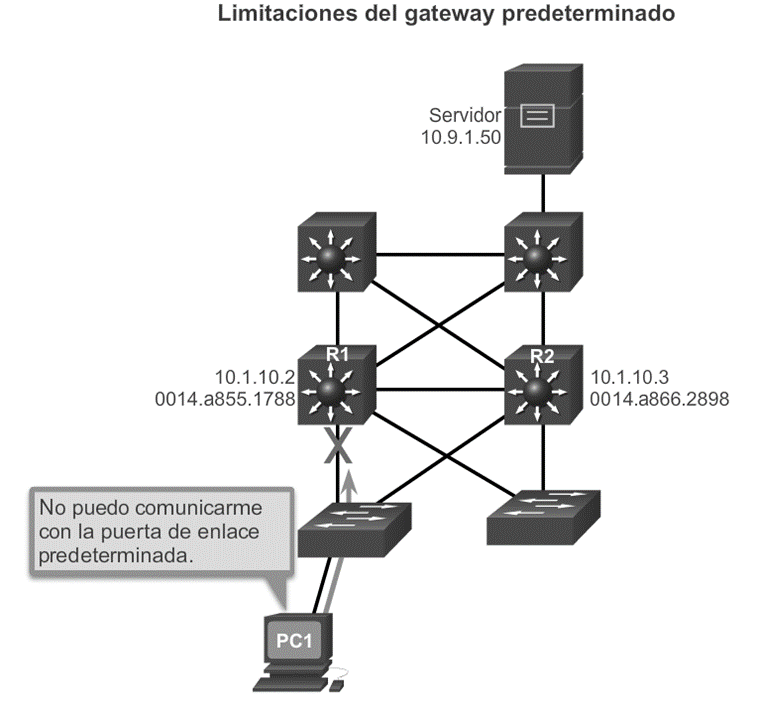 Limitaciones del gateway predeterminado
Servidor
10.9.1.50
R1
R2
10.1.10.2
0014.a855.1788
10.1.10.3
0014.a866.2898
X
No puedo comunicarme
con la puerta de enlace
predeterminada.
PC1